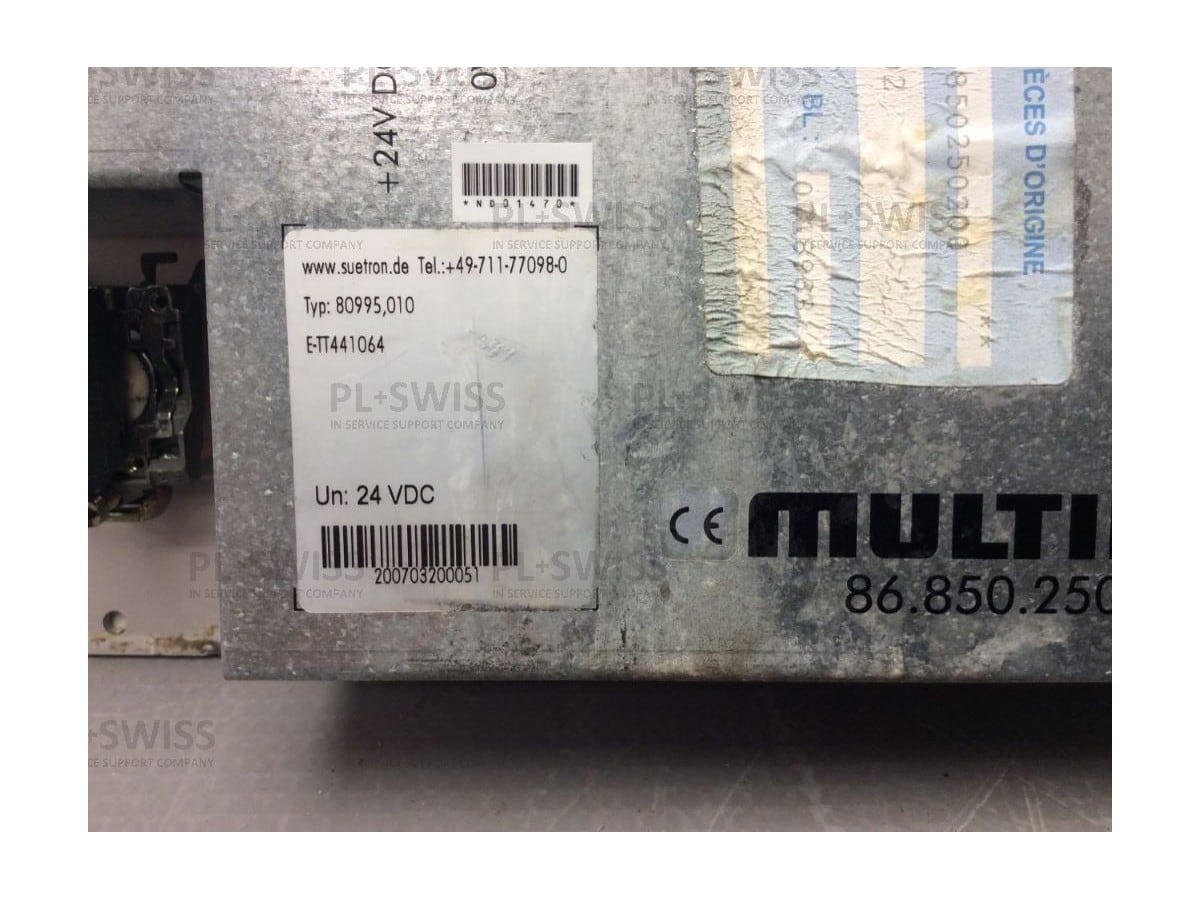 +24V D
0
*ND01470*
www.suetron.de Tel.:+49-711-77098-0
Typ: 80995,010
E-TT441064
Un: 24 VDC
200703200051
ÈCES D'ORIGINE
BL:
CE MULTI
86.850.250
PL+SWISS
IN SERVICE SUPPORT COMPANY